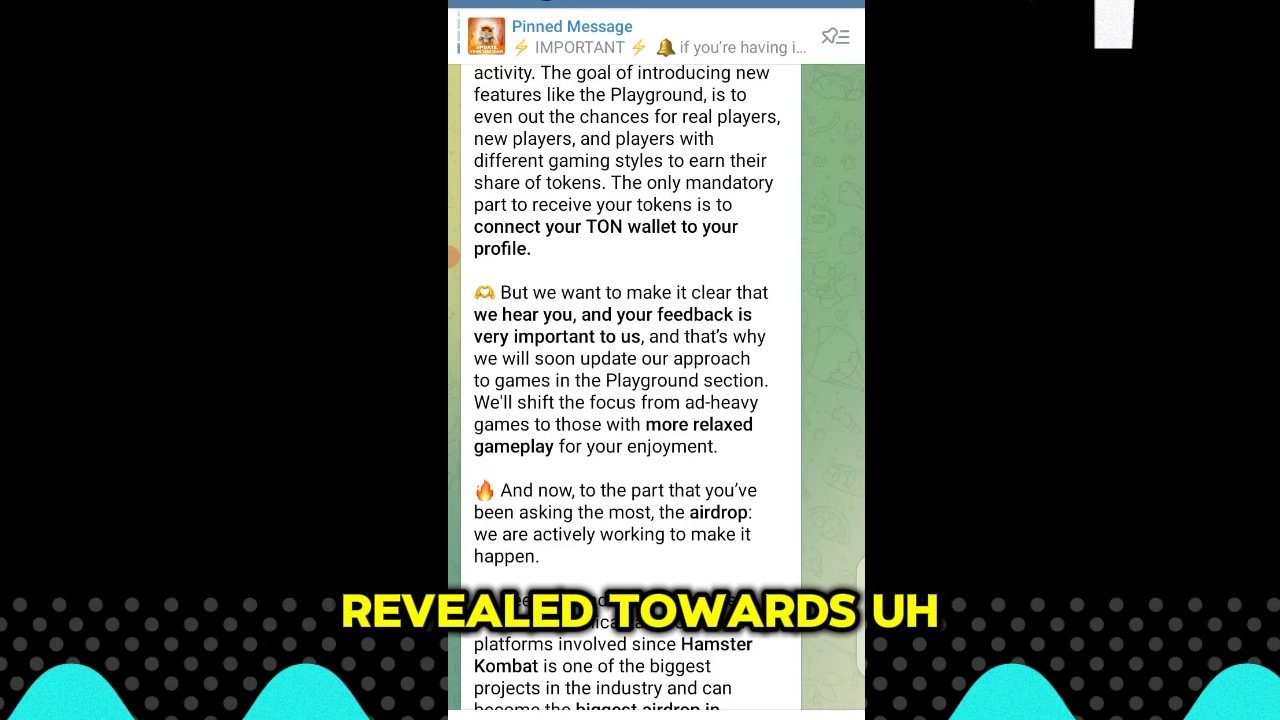 Pinned Message
⚡ IMPORTANT ⚡ 🔔 if you're having i...
activity. The goal of introducing new
features like the Playground, is to
even out the chances for real players,
new players, and players with
different gaming styles to earn their
share of tokens. The only mandatory
part to receive your tokens is to
connect your TON wallet to your
profile.
🫶 But we want to make it clear that
we hear you, and your feedback is
very important to us, and that's why
we will soon update our approach
to games in the Playground section.
We'll shift the focus from ad-heavy
games to those with more relaxed
gameplay for your enjoyment.
🔥 And now, to the part that you've
been asking the most, the airdrop:
we are actively working to make it
happen.
REVEALED TOWARDS UH
platforms involved since Hamster
Kombat is one of the biggest
projects in the industry and can
become the biggest airdrop in